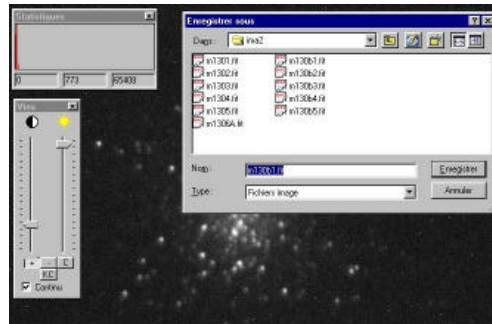 Statistiques
0 773 65408
Visu
+ - C
KC
Continu
Enregistrer sous
Dans:
m1301.fit m130b1.fit
m1302.fit m130b2.fit
m1303.fit m130b3.fit
m1304.fit m130b4.fit
m1305.fit m130b5.fit
m1306A.fit
Nom: m130b1.fit Enregistrer
Type: Fichiers image Annuler